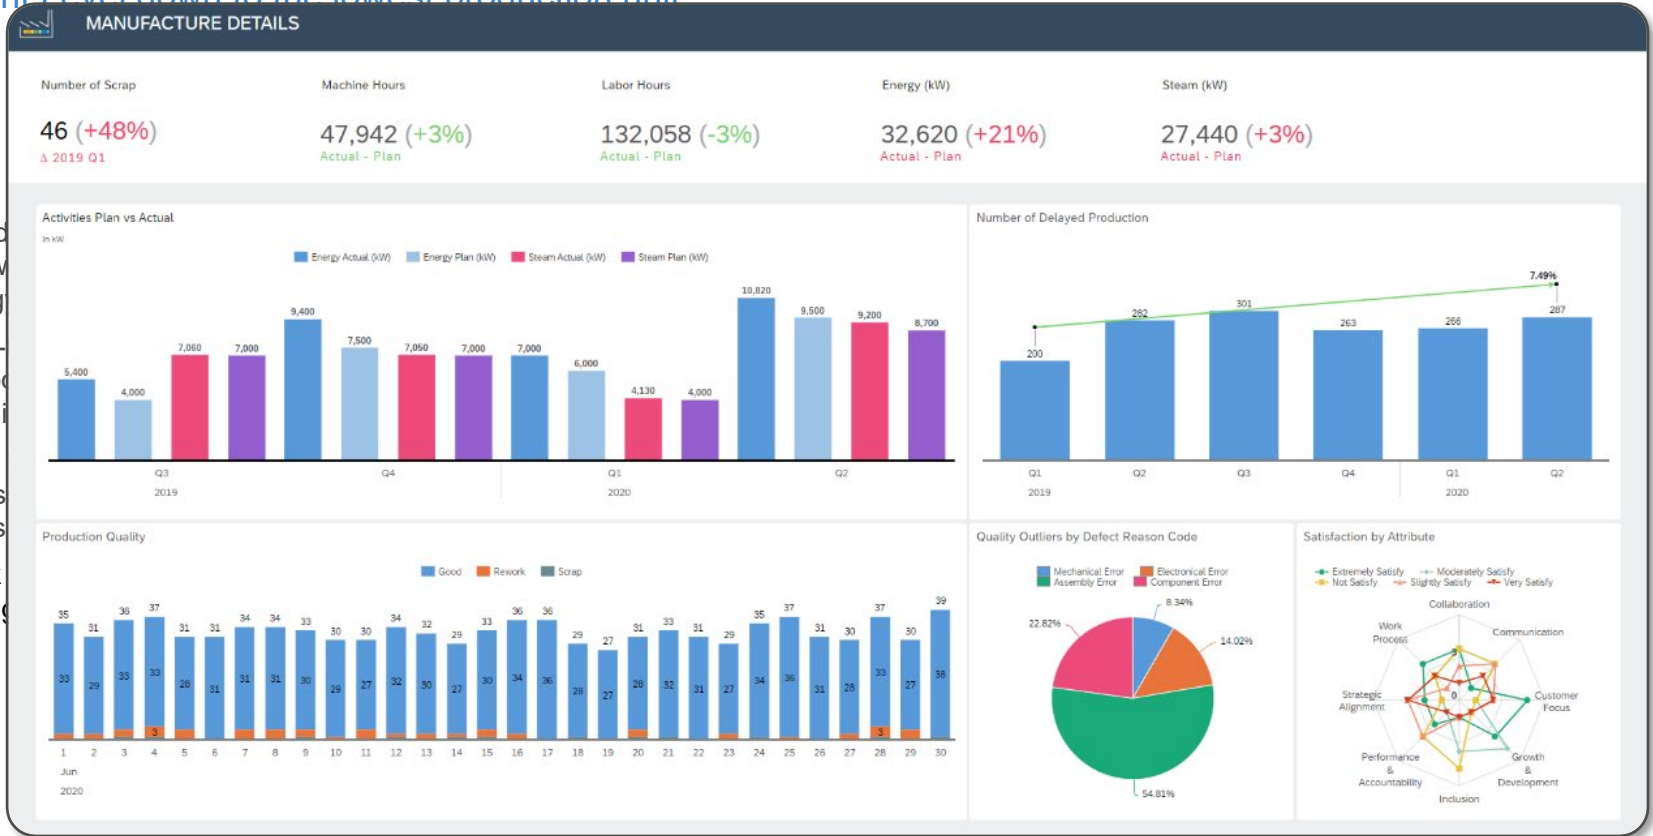 MANUFACTURE DETAILS
Number of Scrap
Machine Hours
Labor Hours
Energy (kW)
Steam (kW)
46 (+48%)
47,942 (+3%)
132,058 (-3%)
32,620 (+21%)
27,440 (+3%)
Δ 2019 Q1
Actual - Plan
Actual - Plan
Actual - Plan
Actual - Plan
Activities Plan vs Actual
In kW
Energy Actual (kW) Energy Plan (kW) Steam Actual (kW) Steam Plan (kW)
5,400 4,000 7,060 7,000 9,400 7,500 7,050 7,000 7,000 6,000 4,130 4,000 10,820 9,500 9,200 8,700
Q3 Q4 Q1 Q2
2019 2020
Number of Delayed Production
7.49%
200 282 301 263 266 287
Q1 Q2 Q3 Q4 Q1 Q2
2019 2020
Production Quality
Good Rework Scrap
35 31 36 37 31 31 34 34 33 30 30 34 32 29 33 36 36 29 27 31 33 31 29 35 37 31 30 37 30 39
33 29 33 33 28 31 31 31 30 29 27 32 30 27 30 34 36 28 27 28 32 31 27 34 36 31 28 33 27 38
3 3
1 2 3 4 5 6 7 8 9 10 11 12 13 14 15 16 17 18 19 20 21 22 23 24 25 26 27 28 29 30
Jun
2020
Quality Outliers by Defect Reason Code
Mechanical Error Electronical Error
Assembly Error Component Error
8.34%
22.82%
14.02%
54.81%
Satisfaction by Attribute
Extremely Satisfy Moderately Satisfy
Not Satisfy Slightly Satisfy Very Satisfy
Collaboration
Work
Process
Communication
0
Strategic
Alignment
Customer
Focus
Performance
&
Accountability
Growth
&
Development
Inclusion